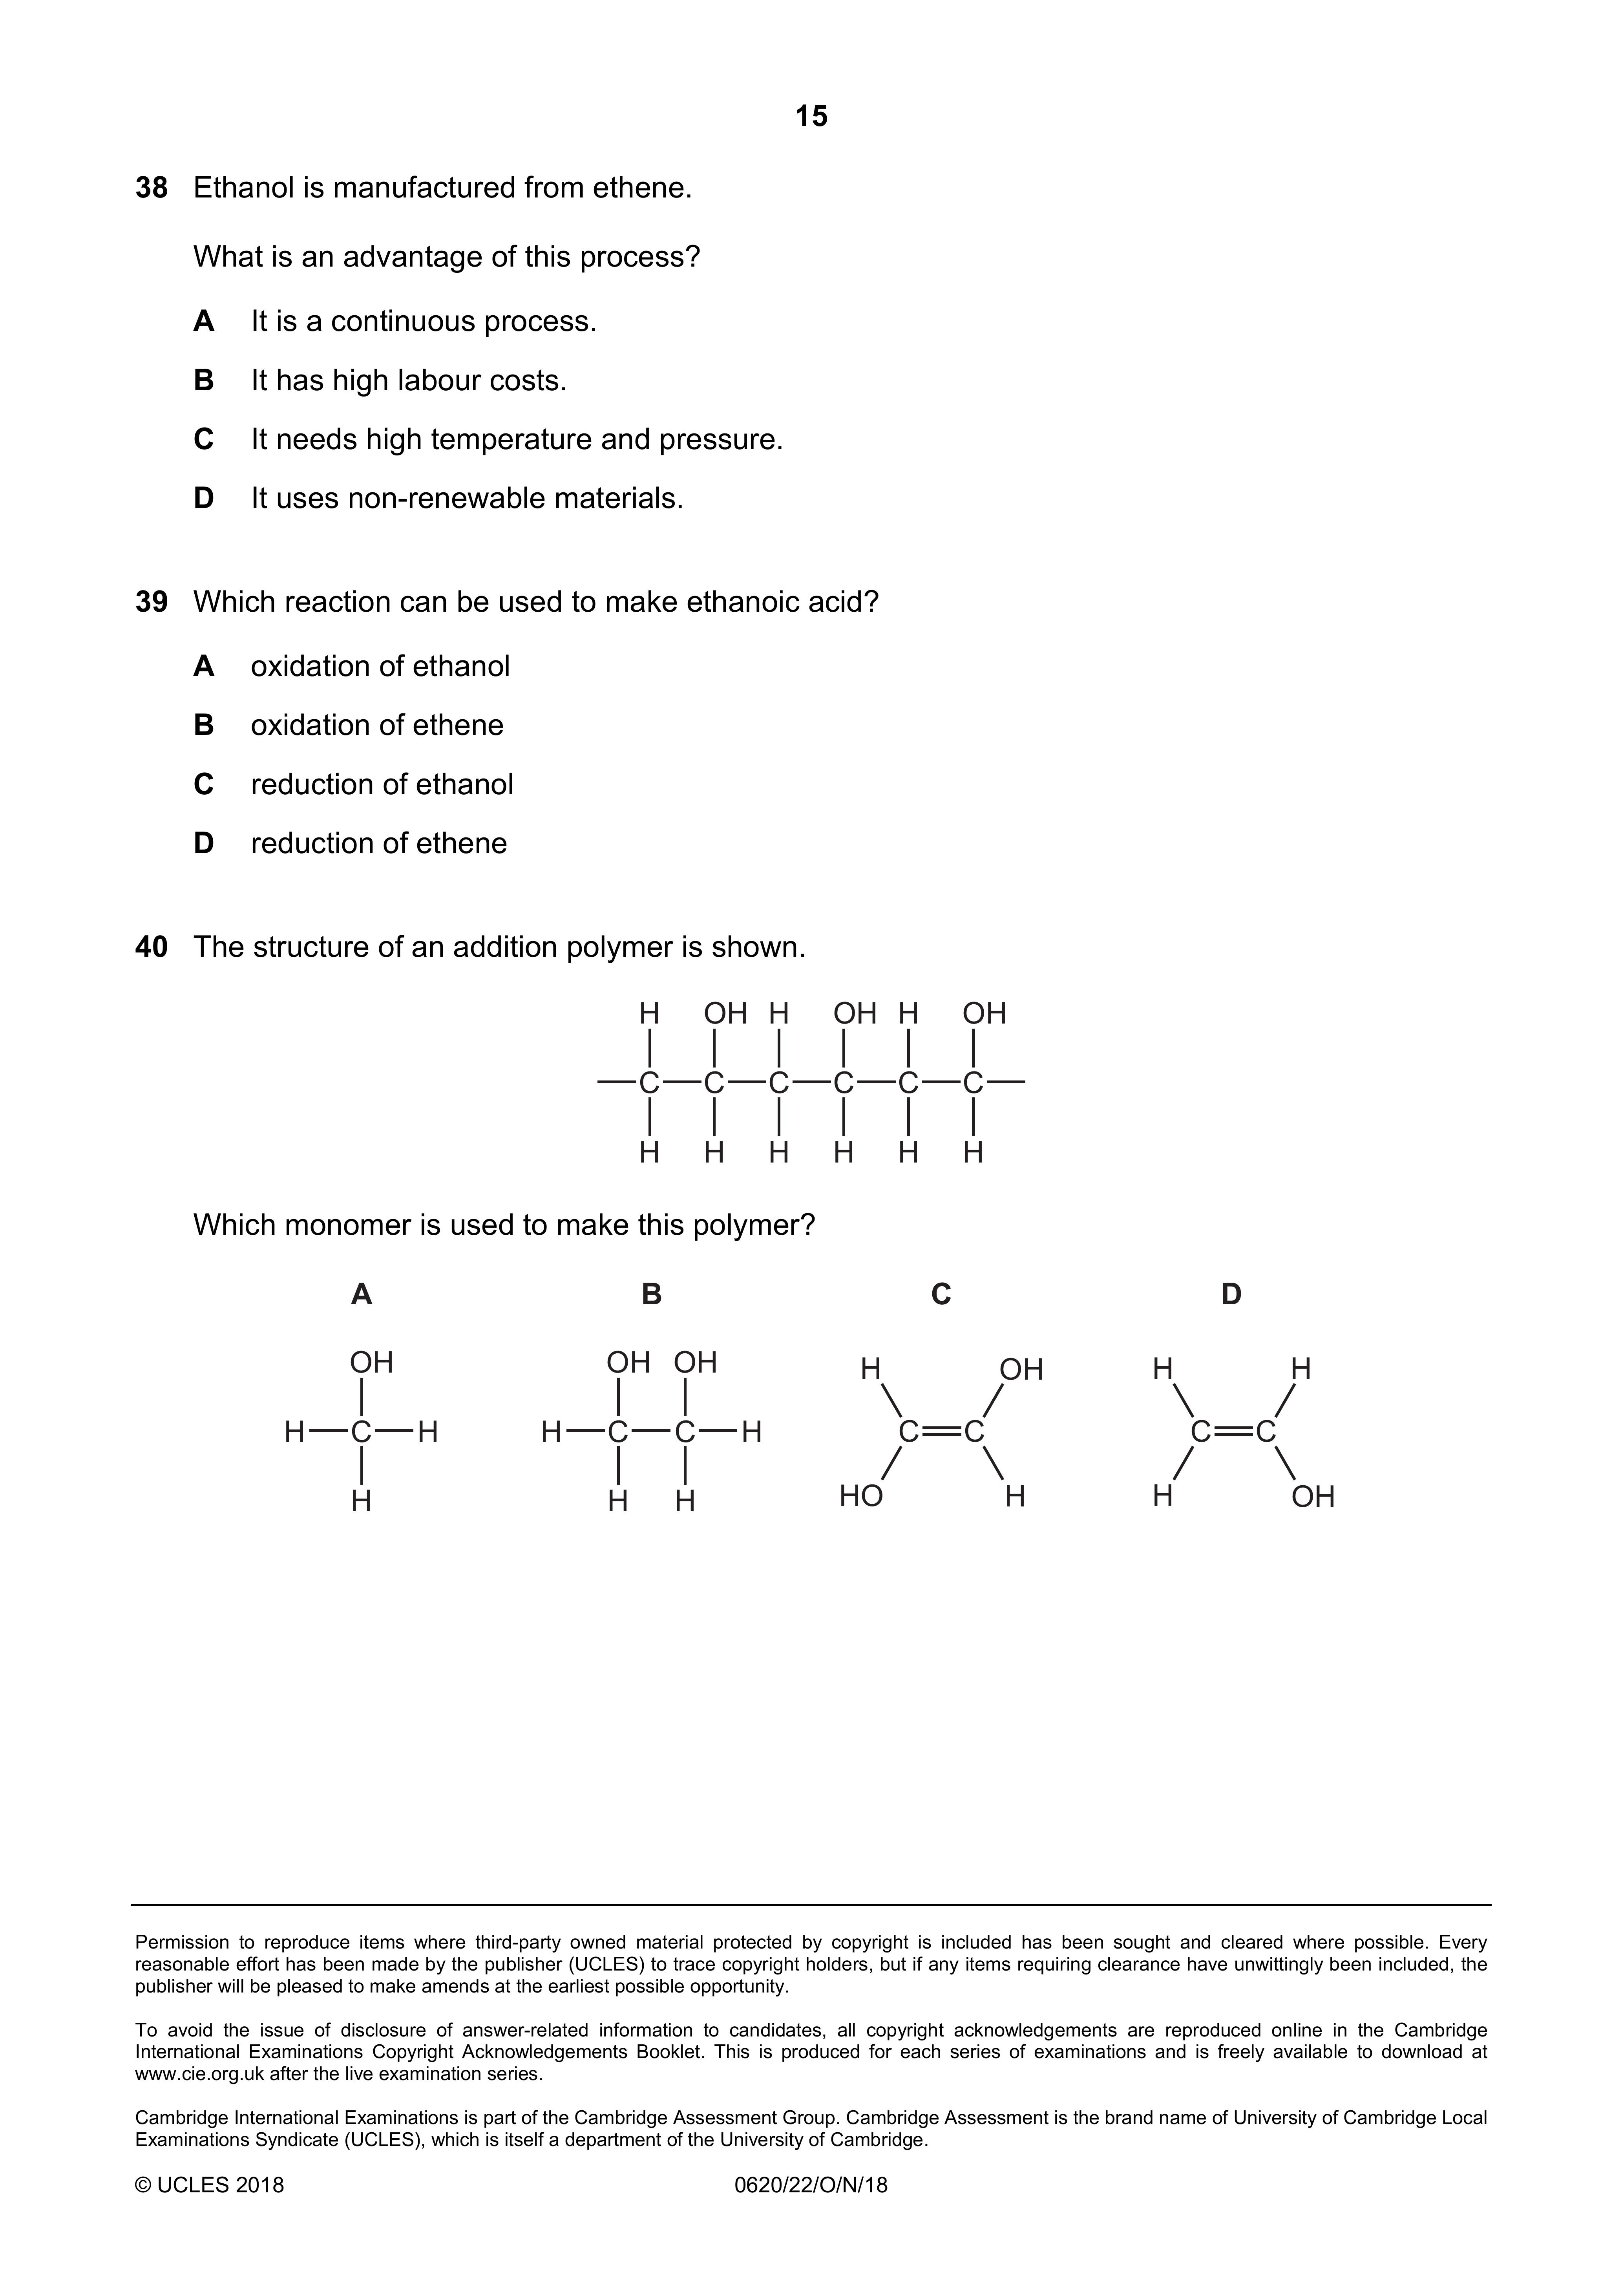 15
38 Ethanol is manufactured from ethene.
What is an advantage of this process?
A It is a continuous process.
B It has high labour costs.
C It needs high temperature and pressure.
D It uses non-renewable materials.
39 Which reaction can be used to make ethanoic acid?
A oxidation of ethanol
B oxidation of ethene
C reduction of ethanol
D reduction of ethene
40 The structure of an addition polymer is shown.
H OH H OH H OH
C C C C C C
H H H H H H
Which monomer is used to make this polymer?
A B C D
OH OH OH H OH H H
H C H H C C H C C C C
H H H HO H H OH
Permission to reproduce items where third-party owned material protected by copyright is included has been sought and cleared where possible. Every
reasonable effort has been made by the publisher (UCLES) to trace copyright holders, but if any items requiring clearance have unwittingly been included, the
publisher will be pleased to make amends at the earliest possible opportunity.
To avoid the issue of disclosure of answer-related information to candidates, all copyright acknowledgements are reproduced online in the Cambridge
International Examinations Copyright Acknowledgements Booklet. This is produced for each series of examinations and is freely available to download at
www.cie.org.uk after the live examination series.
Cambridge International Examinations is part of the Cambridge Assessment Group. Cambridge Assessment is the brand name of University of Cambridge Local
Examinations Syndicate (UCLES), which is itself a department of the University of Cambridge.
© UCLES 2018 0620/22/O/N/18